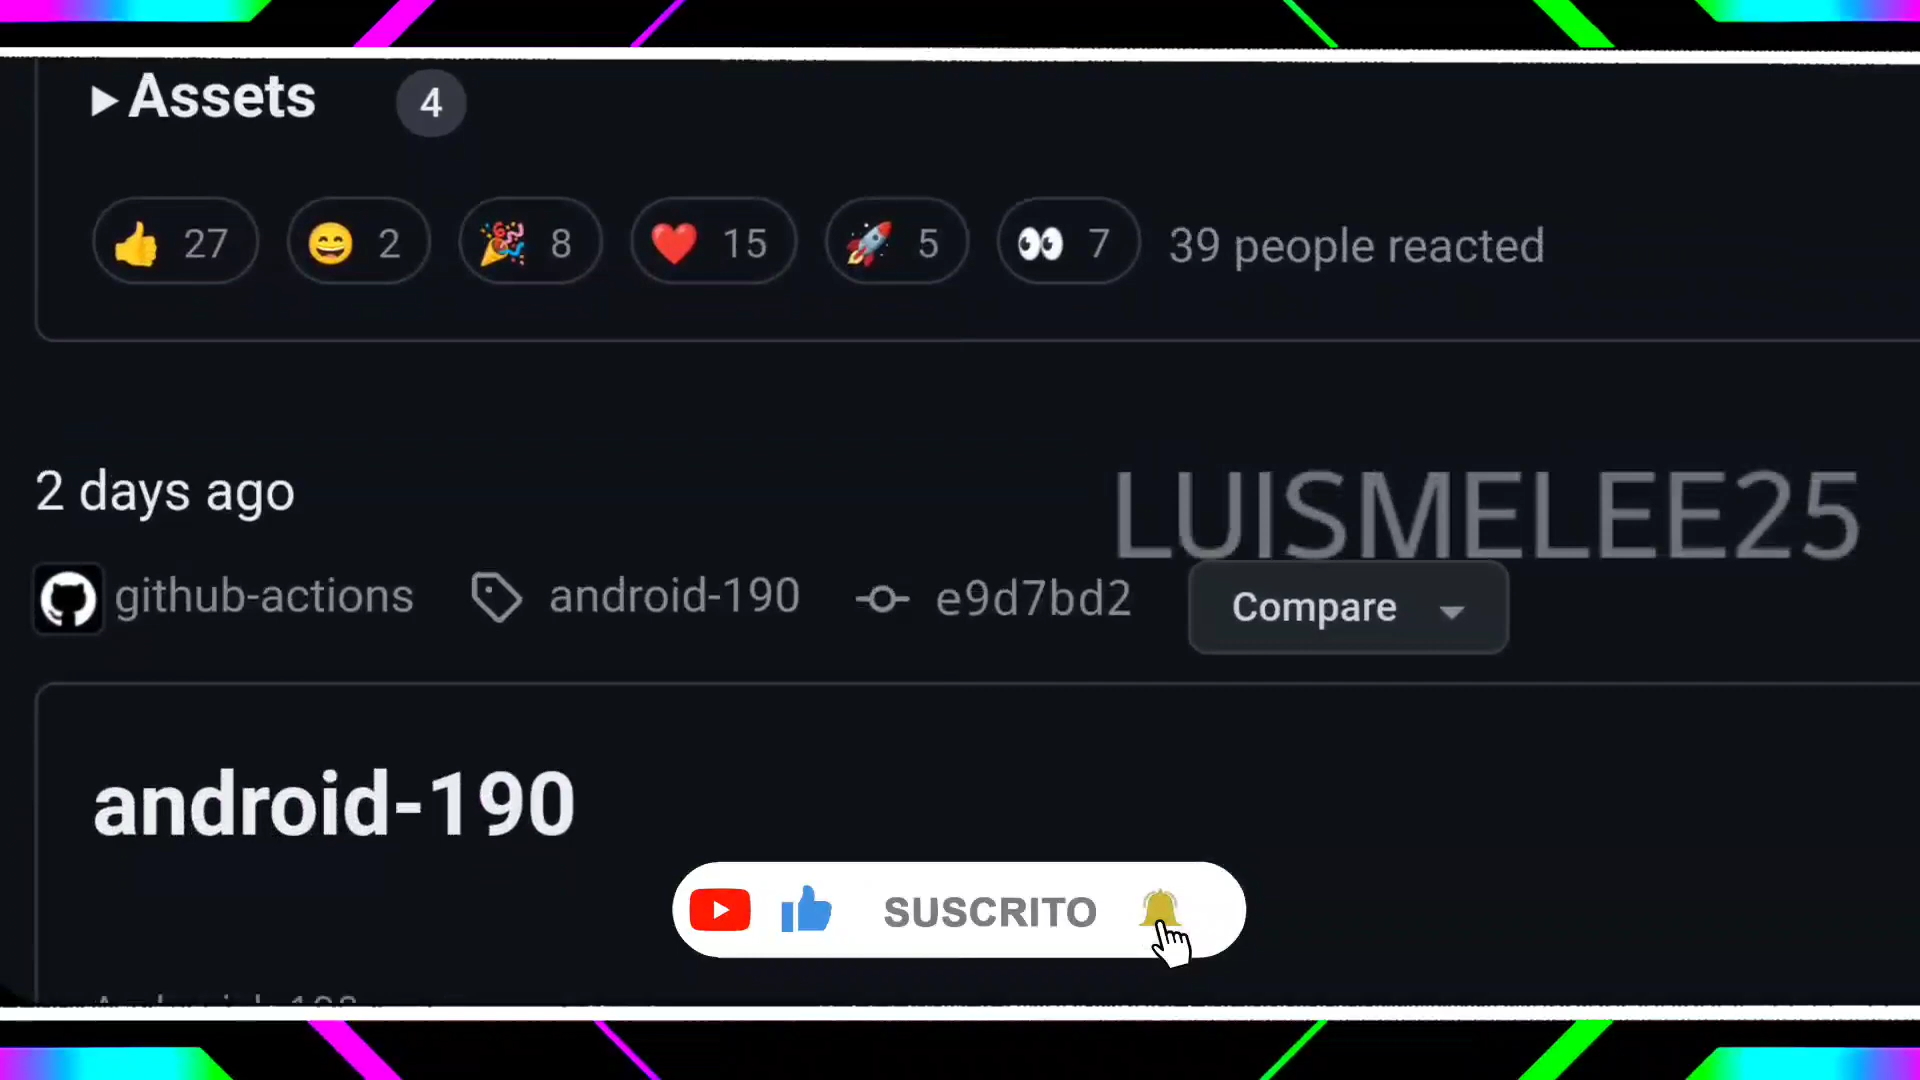 Assets 4
27 2 8 15 5 7 39 people reacted
2 days ago
LUISMELEE25
github-actions android-190 e9d7bd2 Compare
android-190
SUSCRITO